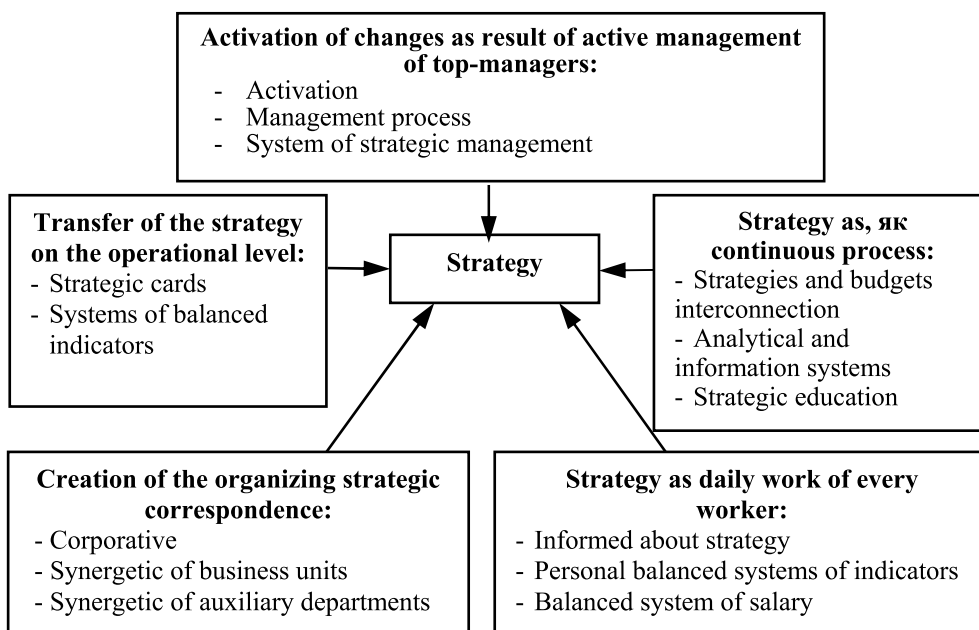 Activation of changes as result of active management
of top-managers:
- Activation
- Management process
- System of strategic management
Transfer of the strategy
on the operational level:
- Strategic cards
- Systems of balanced
indicators
Strategy
Strategy as, як
continuous process:
- Strategies and budgets
interconnection
- Analytical and
information systems
- Strategic education
Creation of the organizing strategic
correspondence:
- Corporative
- Synergetic of business units
- Synergetic of auxiliary departments
Strategy as daily work of every
worker:
- Informed about strategy
- Personal balanced systems of indicators
- Balanced system of salary